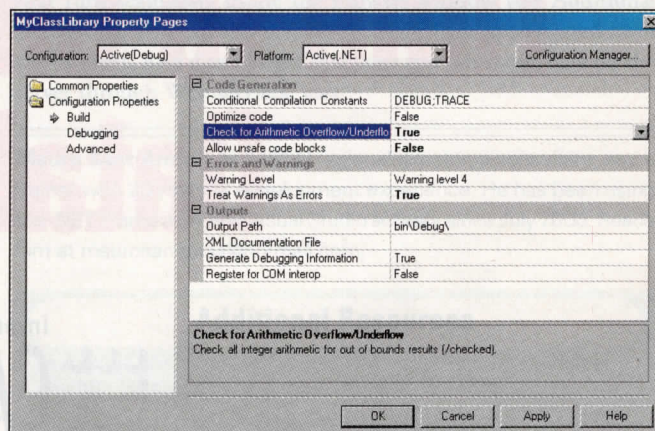 MyClassLibrary Property Pages
Configuration: Active(Debug) Platform: Active(.NET) Configuration Manager...
Common Properties
Configuration Properties
Build
Debugging
Advanced
Code Generation
Conditional Compilation Constants DEBUG;TRACE
Optimize code False
Check for Arithmetic Overflow/Underflo True
Allow unsafe code blocks False
Errors and Warnings
Warning Level Warning level 4
Treat Warnings As Errors True
Outputs
Output Path bin\Debug\
XML Documentation File
Generate Debugging Information True
Register for COM interop False
Check for Arithmetic Overflow/Underflow
Check all integer arithmetic for out of bounds results (/checked).
OK Cancel Apply Help